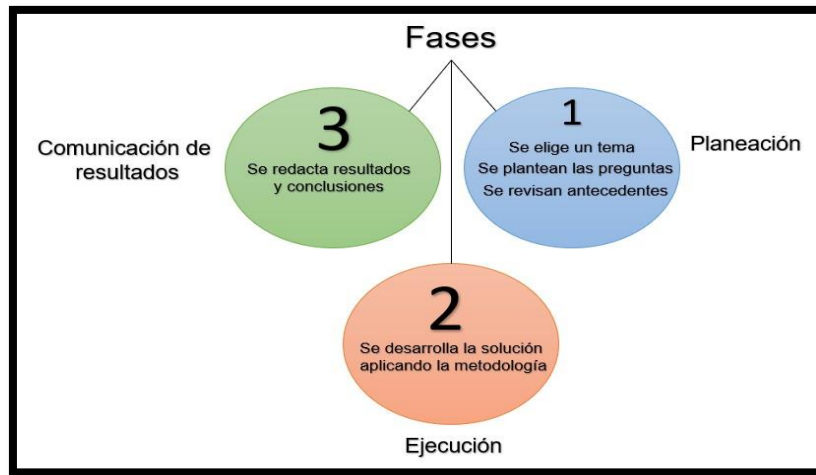 Fases
3
Se redacta resultados
y conclusiones
Comunicación de
resultados
1
Se elige un tema
Se plantean las preguntas
Se revisan antecedentes
Planeación
2
Se desarrolla la solución
aplicando la metodología
Ejecución